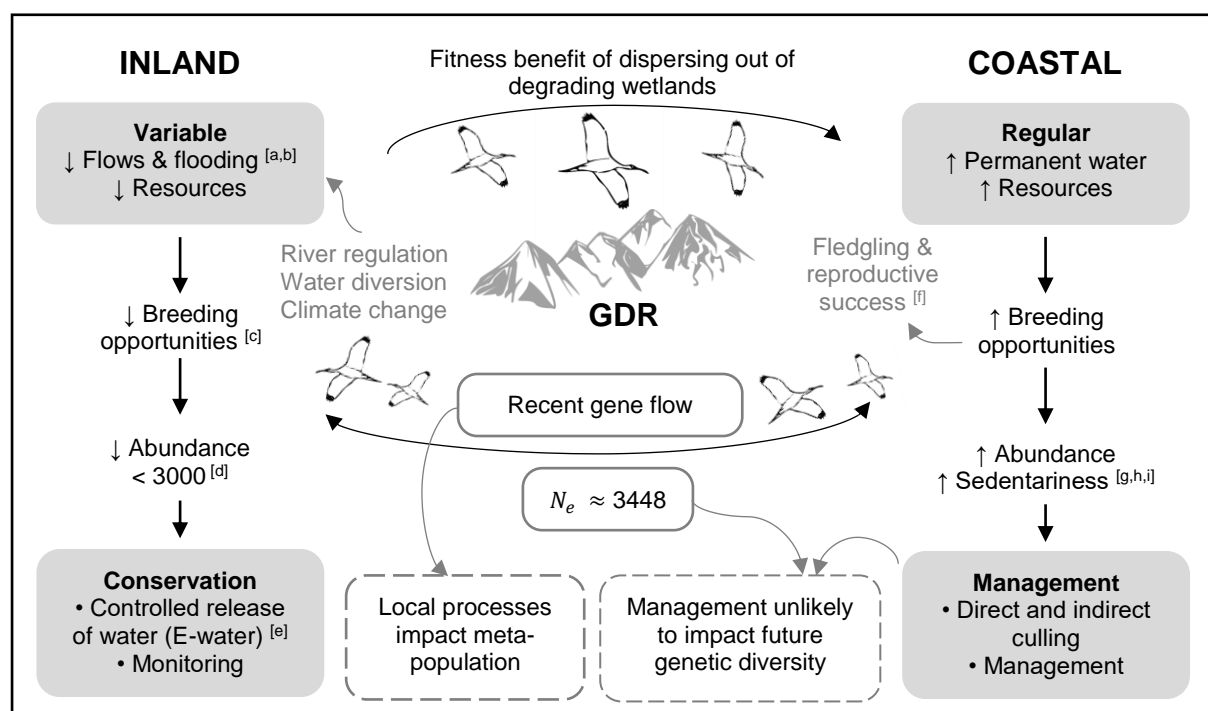 INLAND
Fitness benefit of dispersing out of
degrading wetlands
COASTAL
Variable
↓ Flows & flooding [a,b]
↓ Resources
Regular
↑ Permanent water
↑ Resources
River regulation
Water diversion
Climate change
GDR
Fledgling &
reproductive
success [f]
↓ Breeding
opportunities [c]
↑ Breeding
opportunities
Recent gene flow
↓ Abundance
< 3000 [d]
↑ Abundance
↑ Sedentariness [g,h,i]
Nₑ ≈ 3448
Conservation
• Controlled release
of water (E-water) [e]
• Monitoring
Local processes
impact meta-
population
Management unlikely
to impact future
genetic diversity
Management
• Direct and indirect
culling
• Management